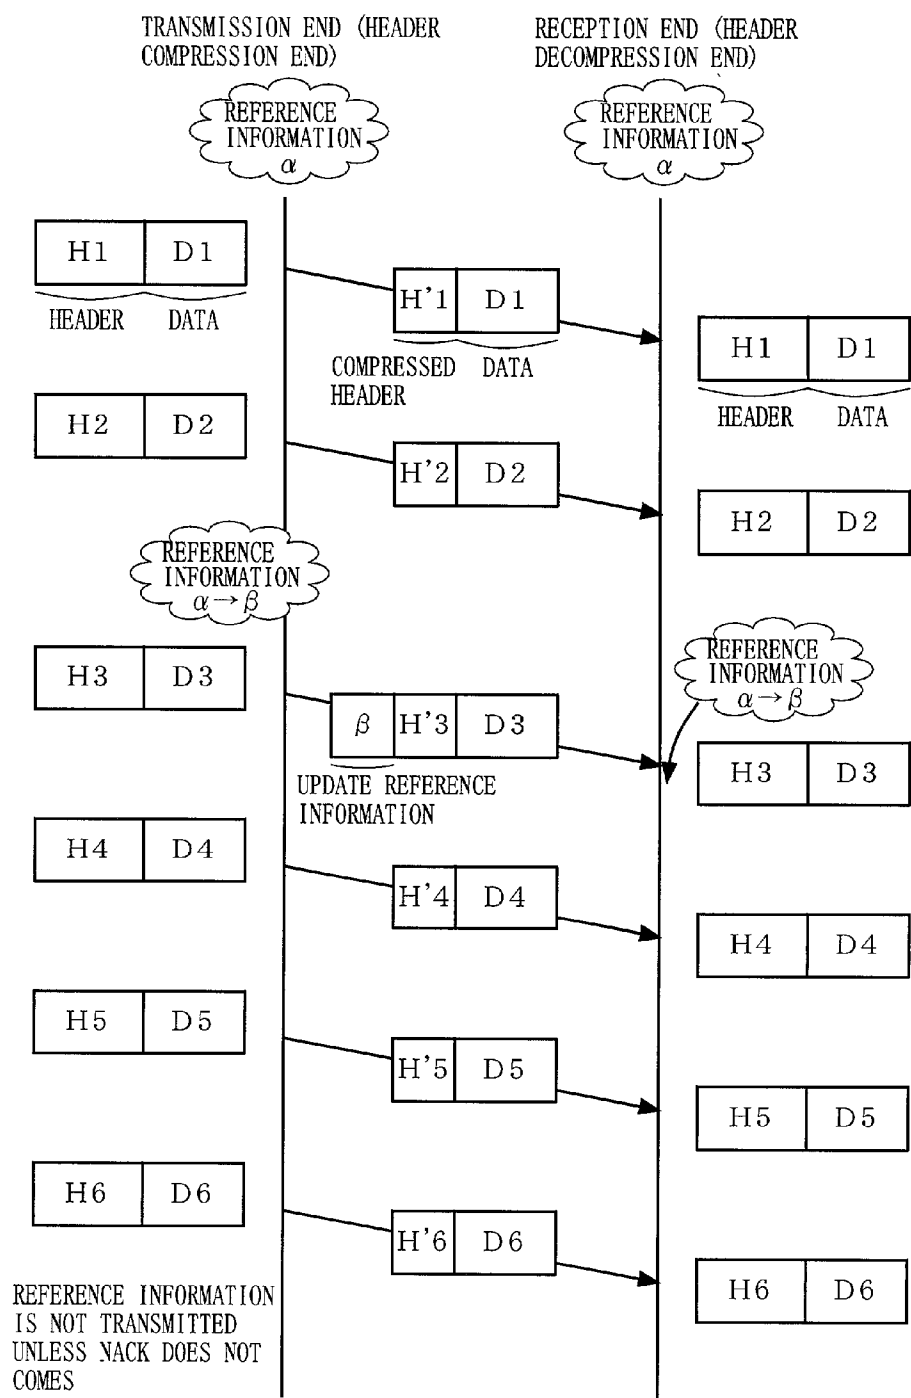 TRANSMISSION END (HEADER
COMPRESSION END)
RECEPTION END (HEADER
DECOMPRESSION END)
REFERENCE
INFORMATION
α
REFERENCE
INFORMATION
α
H1 D1
HEADER DATA
H'1 D1
COMPRESSED DATA
HEADER
H1 D1
HEADER DATA
H2 D2
H'2 D2
H2 D2
REFERENCE
INFORMATION
α→β
H3 D3
REFERENCE
INFORMATION
α→β
β H'3 D3
UPDATE REFERENCE
INFORMATION
H3 D3
H4 D4
H'4 D4
H4 D4
H5 D5
H'5 D5
H5 D5
H6 D6
H'6 D6
H6 D6
REFERENCE INFORMATION
IS NOT TRANSMITTED
UNLESS NACK DOES NOT
COMES